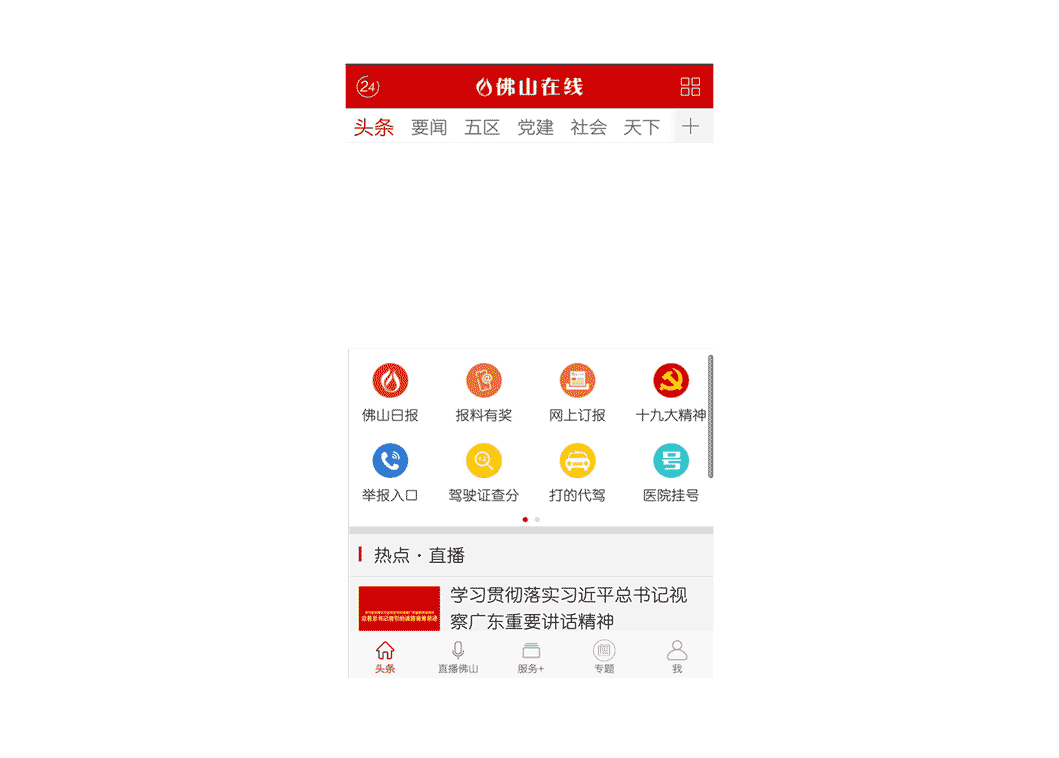 24
佛山在线
头条 要闻 五区 党建 社会 天下
佛山日报 报料有奖 网上订报 十九大精神
举报入口 驾驶证查分 打的代驾 医院挂号
热点·直播
学习贯彻落实习近平总书记视
察广东重要讲话精神
头条 直播佛山 服务+ 专题 我